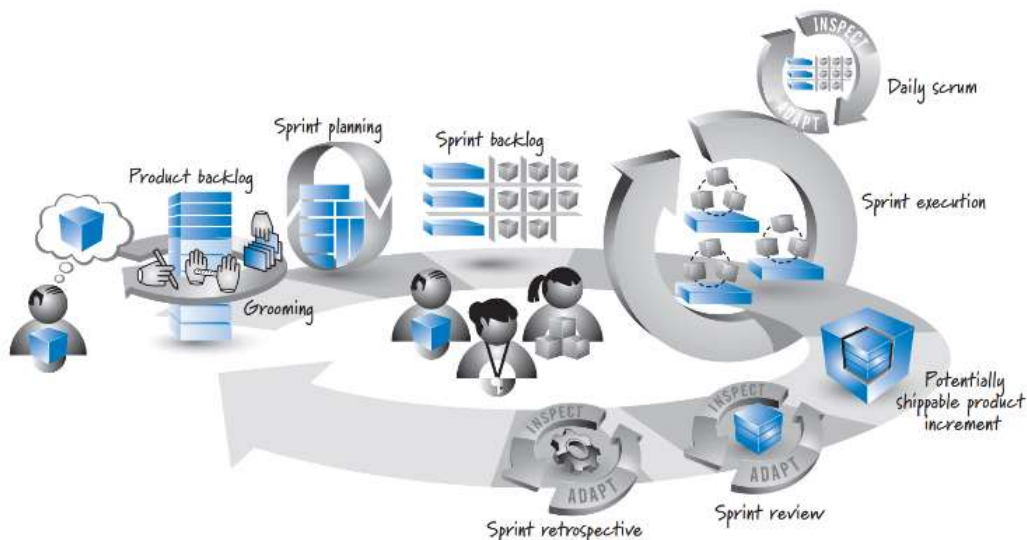 INSPECT
ADAPT
Daily scrum
Sprint planning
Sprint backlog
Product backlog
Sprint execution
Grooming
Potentially
shippable product
increment
INSPECT
ADAPT
Sprint review
INSPECT
ADAPT
Sprint retrospective